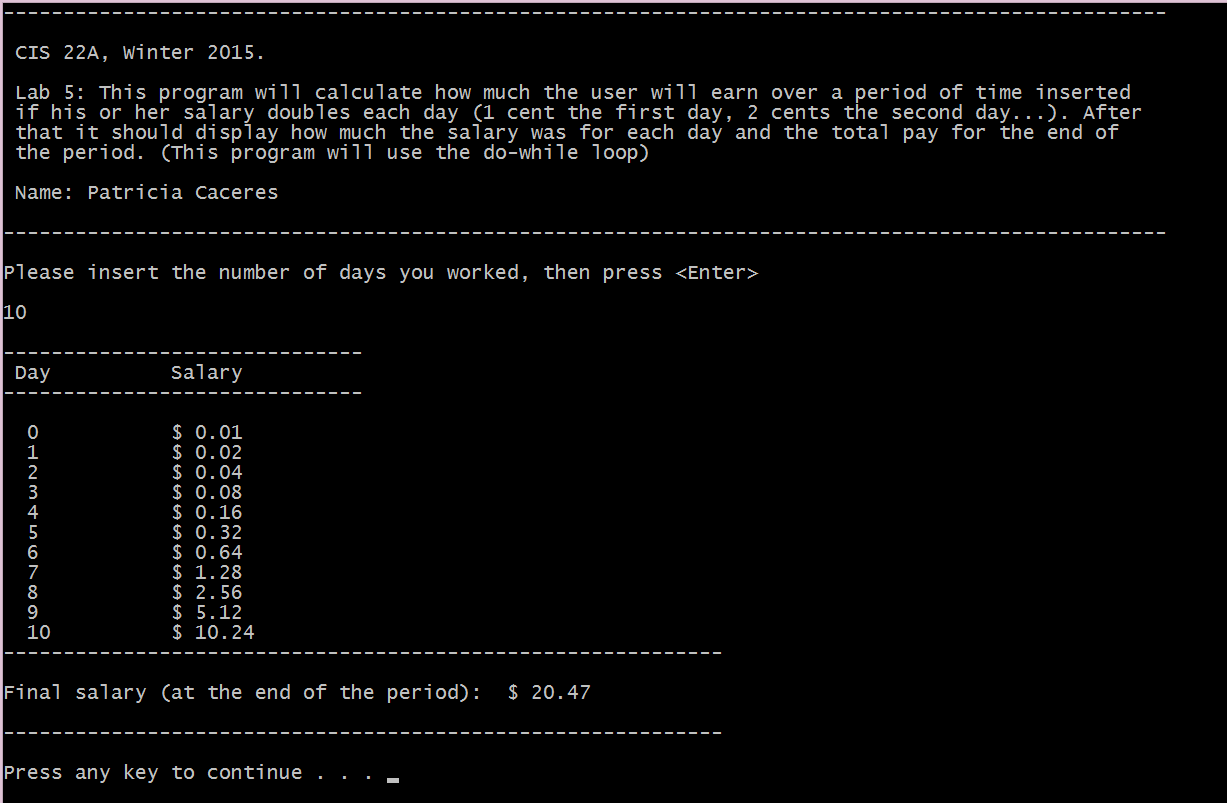 CIS 22A, Winter 2015.
Lab 5: This program will calculate how much the user will earn over a period of time inserted
if his or her salary doubles each day (1 cent the first day, 2 cents the second day...). After
that it should display how much the salary was for each day and the total pay for the end of
the period. (This program will use the do-while loop)
Name: Patricia Caceres
Please insert the number of days you worked, then press <Enter>
10
Day Salary
0 $ 0.01
1 $ 0.02
2 $ 0.04
3 $ 0.08
4 $ 0.16
5 $ 0.32
6 $ 0.64
7 $ 1.28
8 $ 2.56
9 $ 5.12
10 $ 10.24
Final salary (at the end of the period): $ 20.47
Press any key to continue . . .